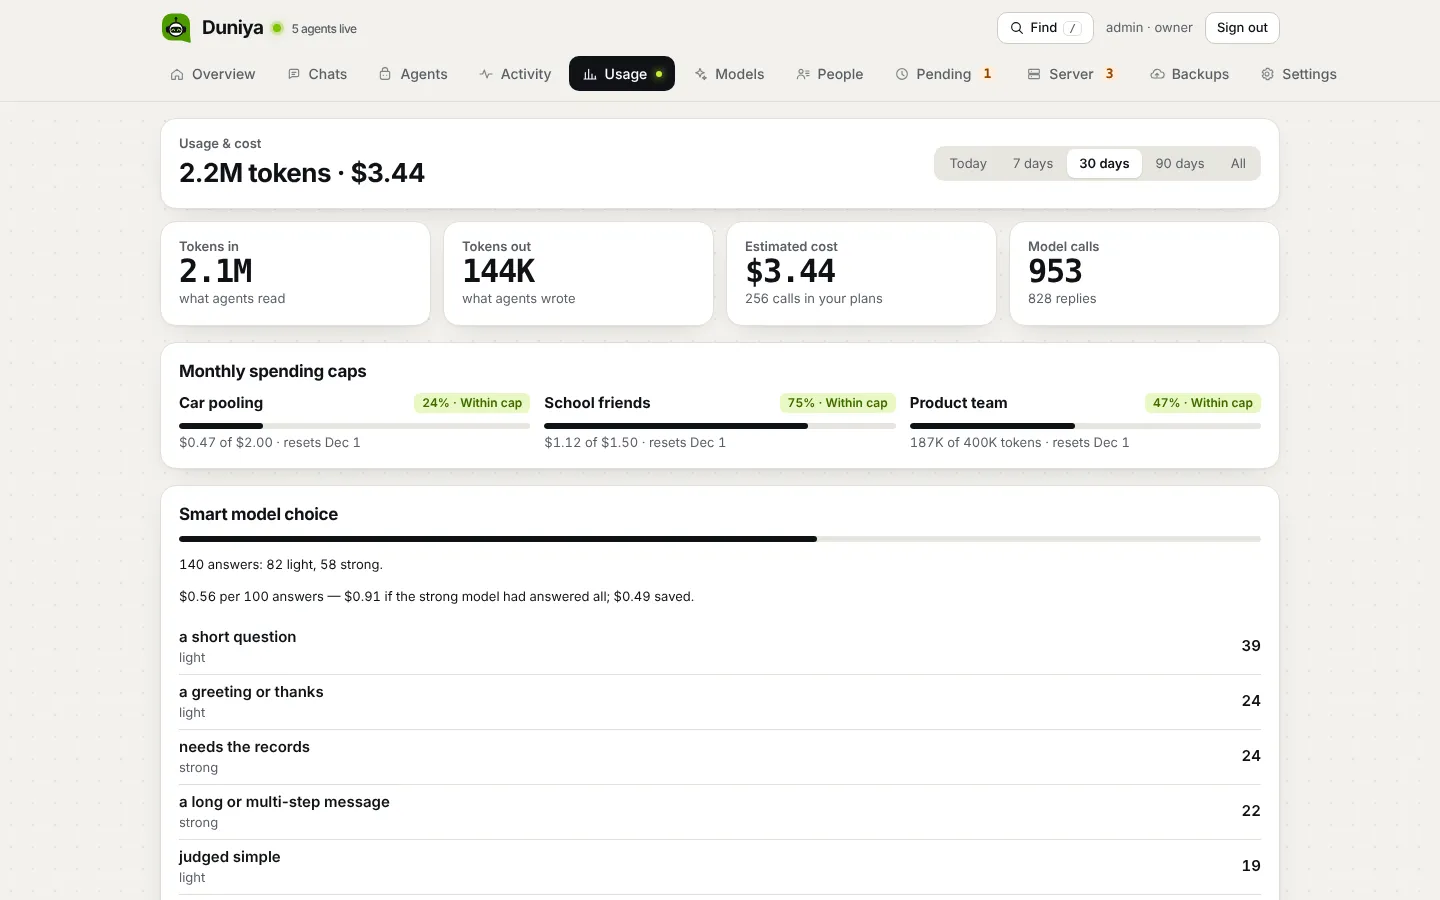 Duniya
5 agents live
Find /
admin · owner
Sign out
Overview
Chats
Agents
Activity
Usage
Models
People
Pending 1
Server 3
Backups
Settings
Usage & cost
2.2M tokens · $3.44
Today
7 days
30 days
90 days
All
Tokens in
2.1M
what agents read
Tokens out
144K
what agents wrote
Estimated cost
$3.44
256 calls in your plans
Model calls
953
828 replies
Monthly spending caps
Car pooling
24% · Within cap
$0.47 of $2.00 · resets Dec 1
School friends
75% · Within cap
$1.12 of $1.50 · resets Dec 1
Product team
47% · Within cap
187K of 400K tokens · resets Dec 1
Smart model choice
140 answers: 82 light, 58 strong.
$0.56 per 100 answers — $0.91 if the strong model had answered all; $0.49 saved.
a short question
light
39
a greeting or thanks
light
24
needs the records
strong
24
a long or multi-step message
strong
22
judged simple
light
19